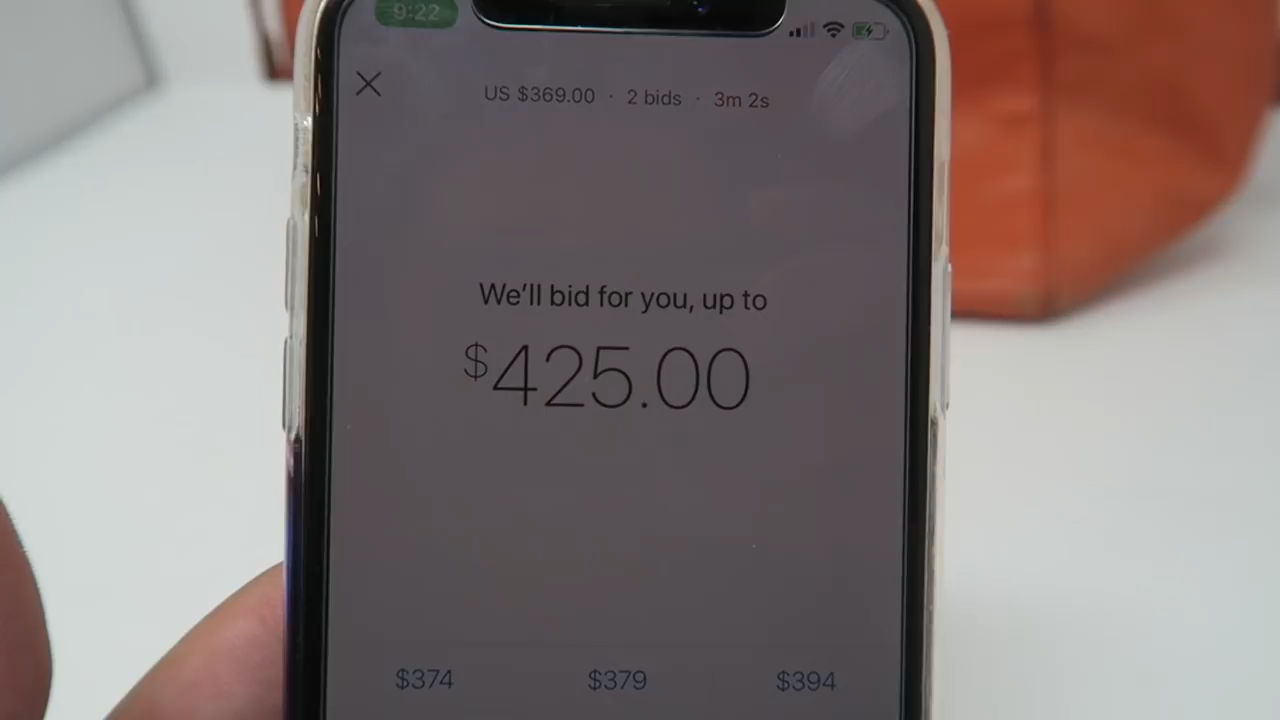 9:22
US $369.00 · 2 bids · 3m 2s
We'll bid for you, up to
$425.00
$374 $379 $394